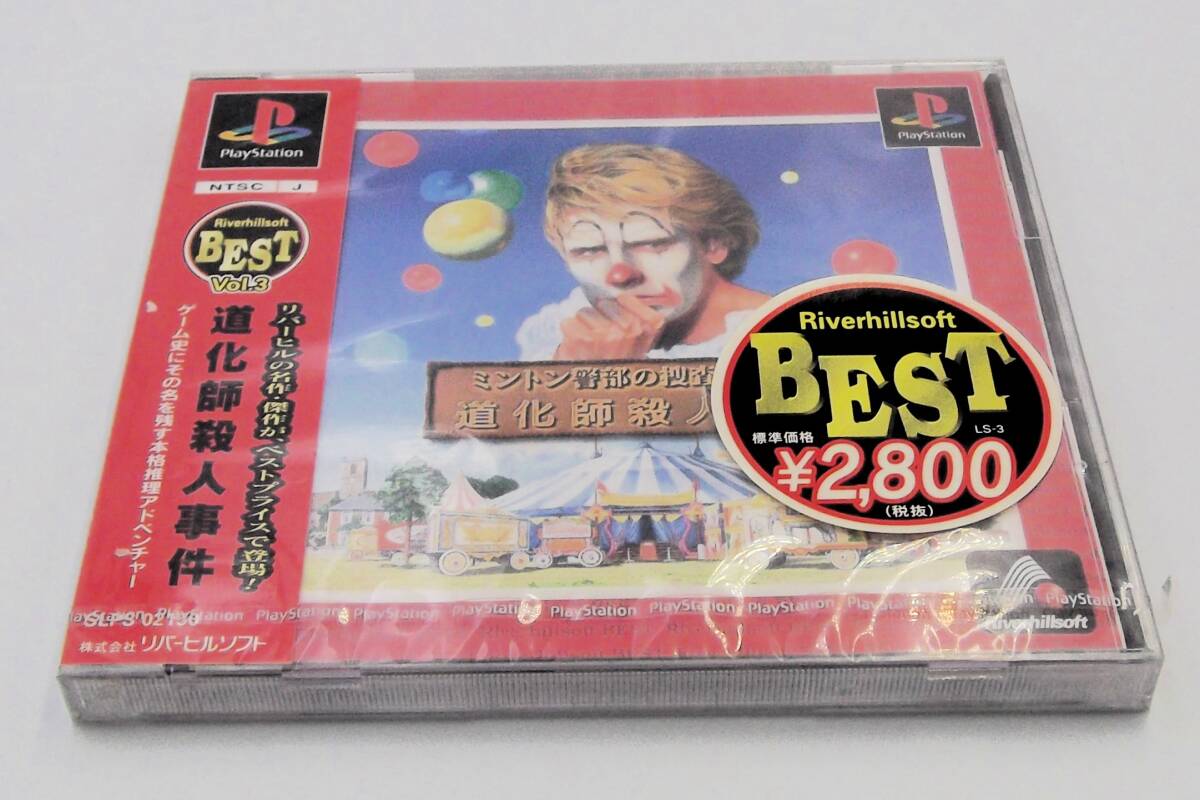 PlayStation
NTSC J
Riverhillsoft
BEST
Vol.3
リバーヒルの名作・傑作が、ベストプライスで登場!
道化師殺人事件
ゲーム史にその名を残す本格推理アドベンチャー
株式会社 リバーヒルソフト
PlayStation
ミントン警部の捜査
道化師殺人
Riverhillsoft
BEST
LS-3
標準価格
¥2,800
(税抜)
PlayStation PlayStation PlayStation PlayStation PlayStation PlayStation PlayStation PlayStation
Riverhillsoft